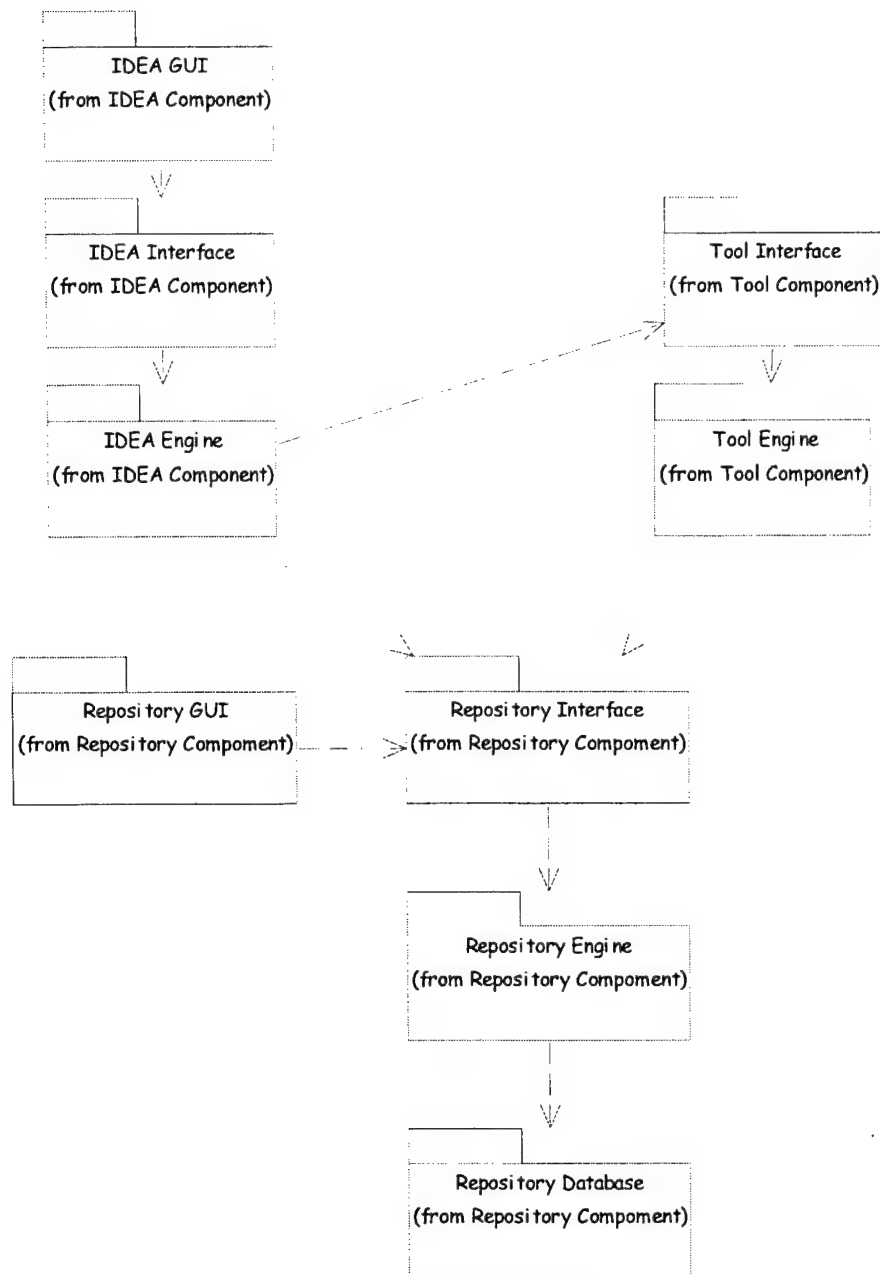 IDEA GUI
(from IDEA Component)
IDEA Interface
(from IDEA Component)
Tool Interface
(from Tool Component)
IDEA Engine
(from IDEA Component)
Tool Engine
(from Tool Component)
Repository GUI
(from Repository Compoment)
Repository Interface
(from Repository Compoment)
Repository Engine
(from Repository Compoment)
Repository Database
(from Repository Compoment)